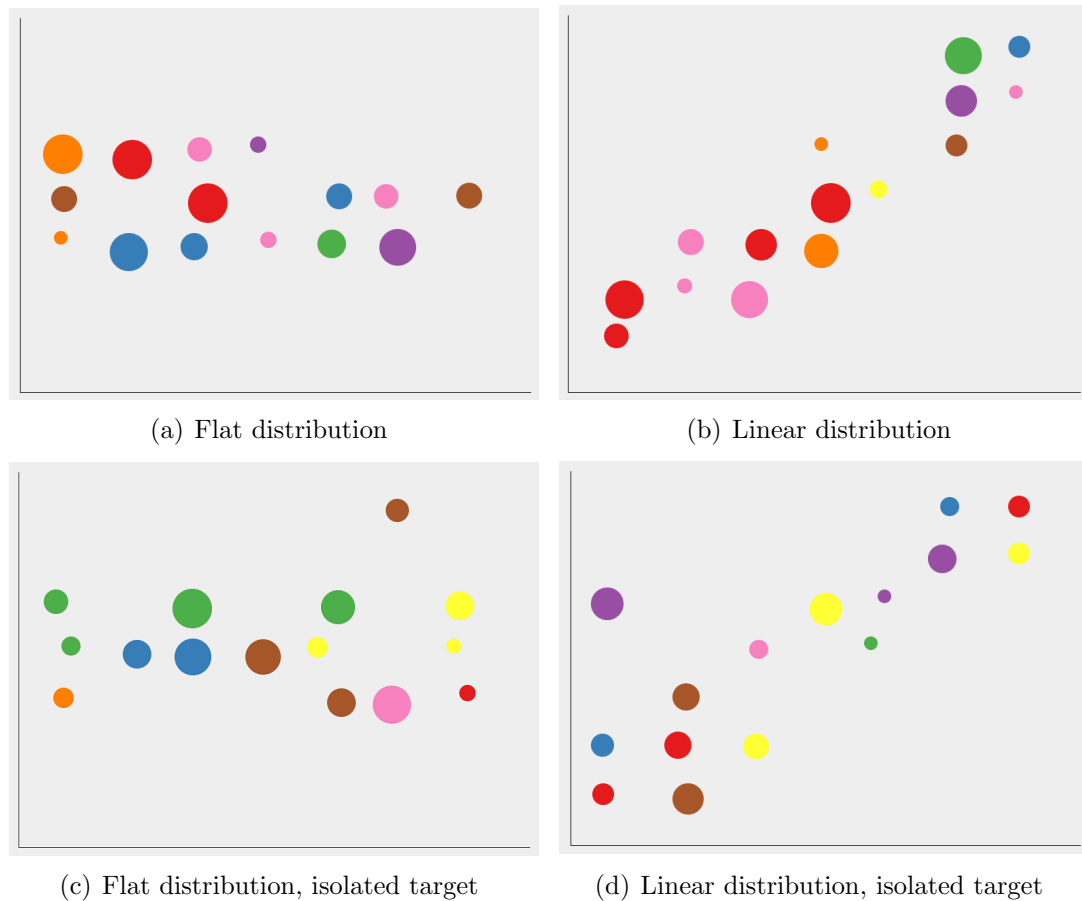 (a) Flat distribution
(b) Linear distribution
(c) Flat distribution, isolated target
(d) Linear distribution, isolated target